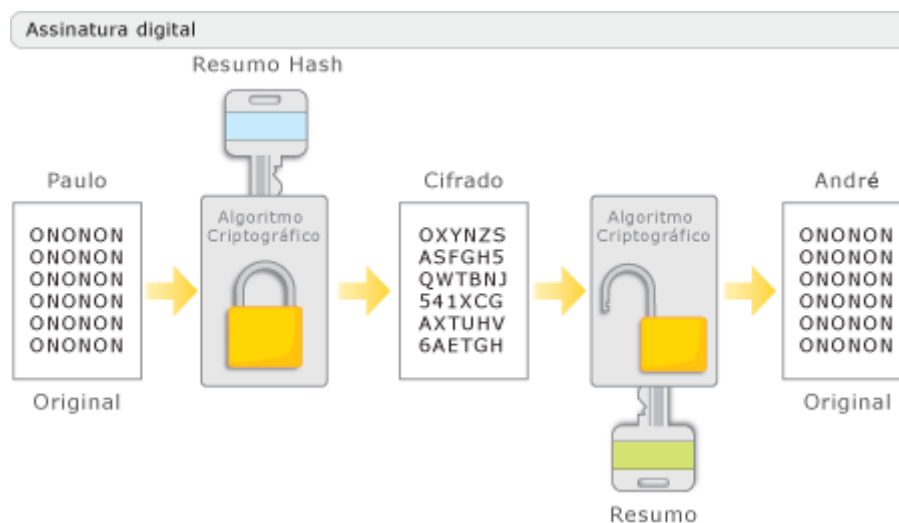 Assinatura digital
Resumo Hash
Paulo
Cifrado
André
ONONON
ONONON
ONONON
ONONON
ONONON
ONONON
Algoritmo
Criptográfico
OXYNZS
ASFGH5
QWTBNJ
541XCG
AXTUHV
6AETGH
Algoritmo
Criptográfico
ONONON
ONONON
ONONON
ONONON
ONONON
ONONON
Original
Original
Resumo